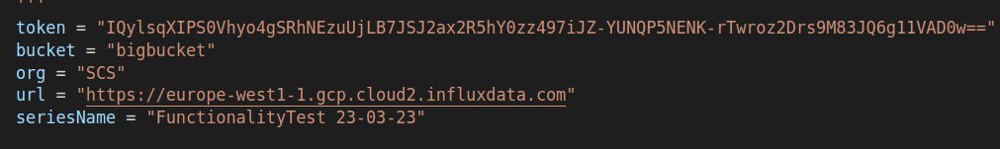 token = "IQylsqXIPS0Vhyo4gSRhNEzuUjLB7JSJ2ax2R5hY0zz497iJZ-YUNQP5NENK-rTwroz2Drs9M83JQ6g11VAD0w=="
bucket = "bigbucket"
org = "SCS"
url = "https://europe-west1-1.gcp.cloud2.influxdata.com"
seriesName = "FunctionalityTest 23-03-23"